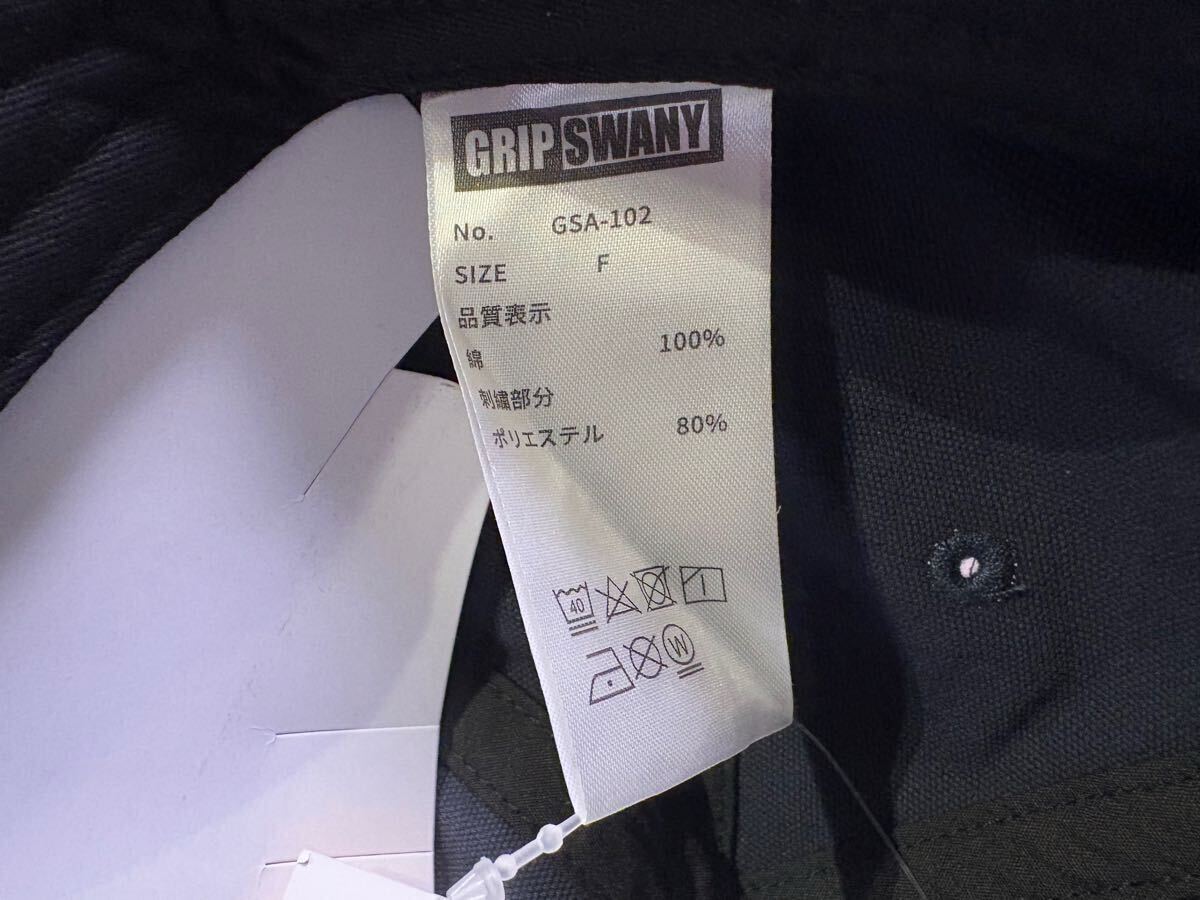 GRIP SWANY
No. GSA-102
SIZE F
品質表示
綿 100%
刺繍部分
ポリエステル 80%
40
W